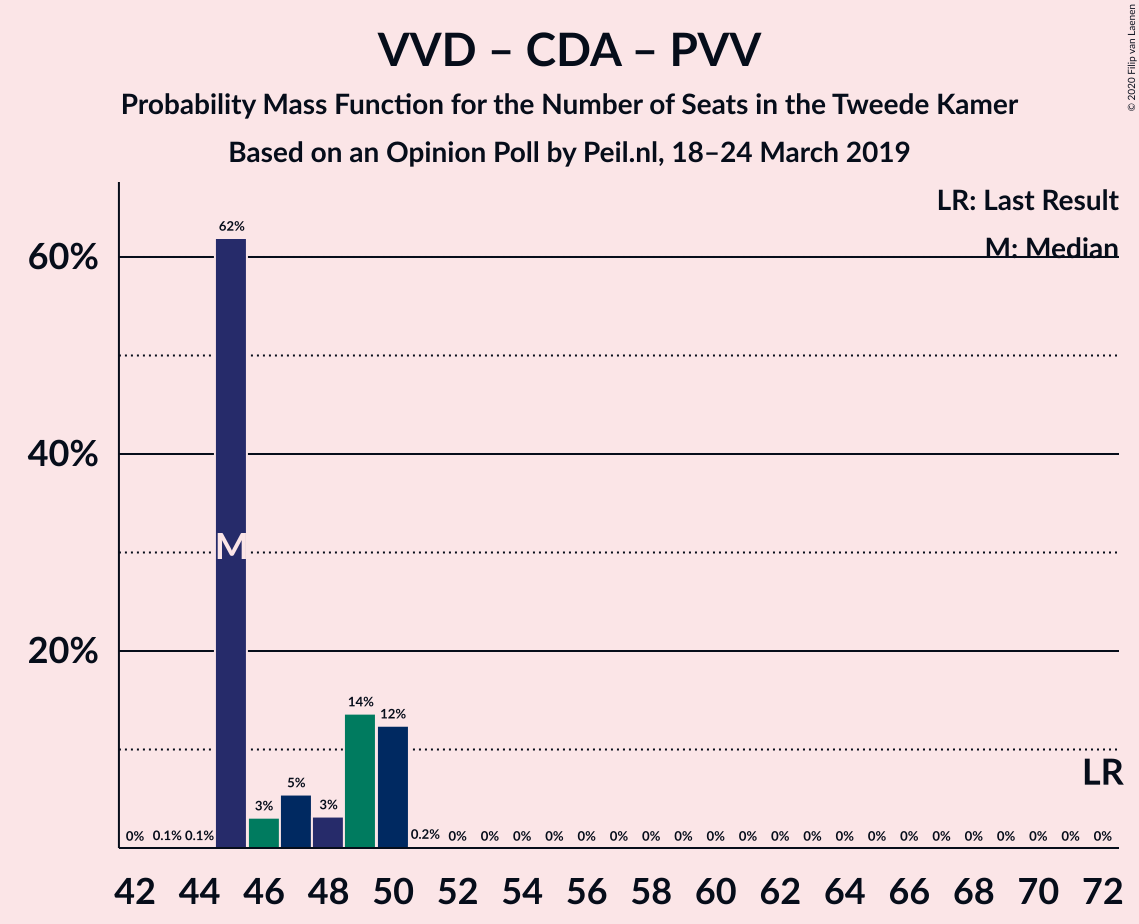 VVD – CDA – PVV
Probability Mass Function for the Number of Seats in the Tweede Kamer
Based on an Opinion Poll by Peil.nl, 18–24 March 2019
© 2020 Filip van Laenen
LR: Last Result
M: Median
60%
40%
20%
62%
M
14%
12%
5%
3%
3%
LR
0% 0.1% 0.1% 0.2% 0% 0% 0% 0% 0% 0% 0% 0% 0% 0% 0% 0% 0% 0% 0% 0% 0% 0% 0% 0% 0%
42 44 46 48 50 52 54 56 58 60 62 64 66 68 70 72